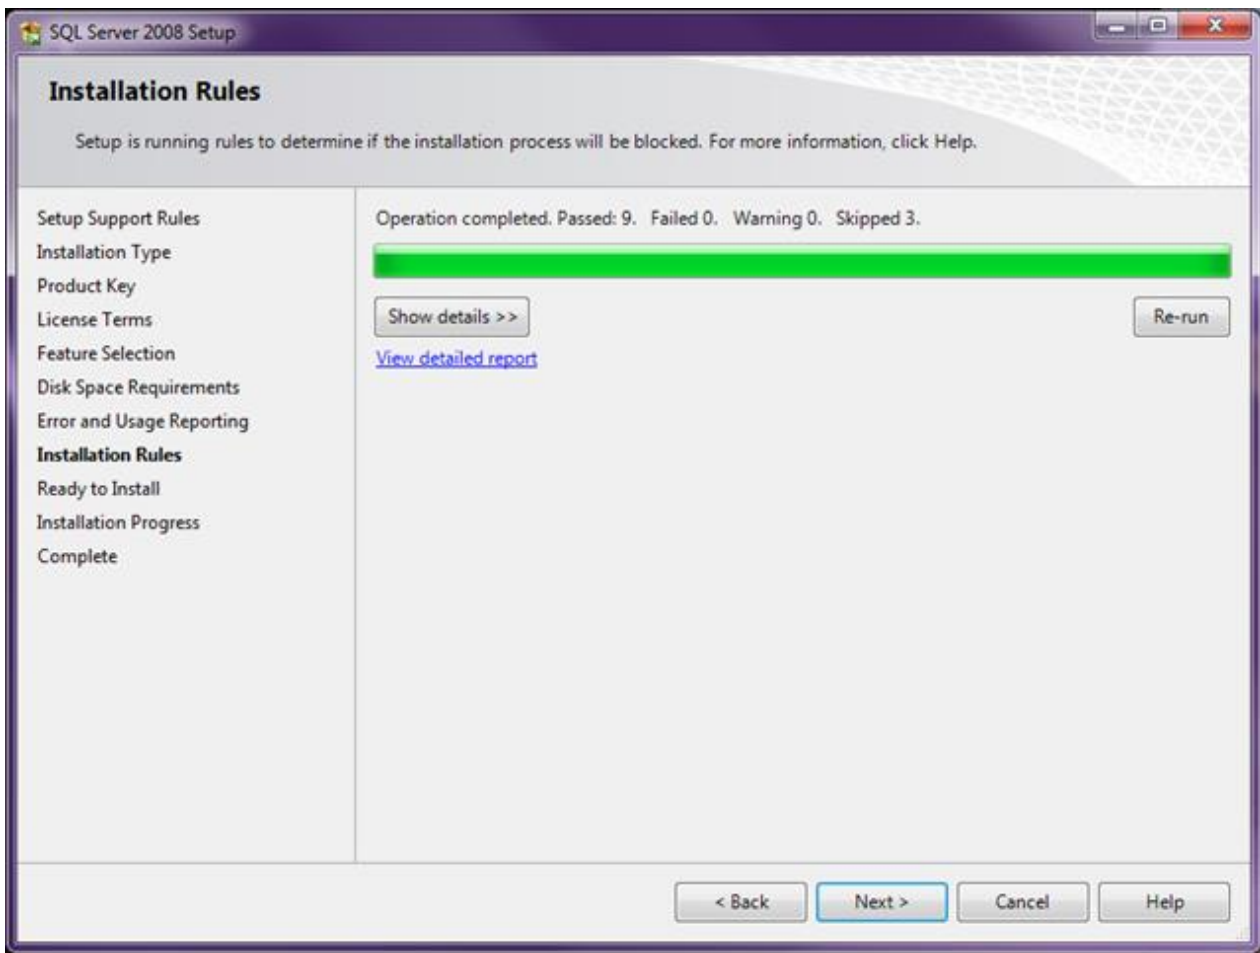 SQL Server 2008 Setup
Installation Rules
Setup is running rules to determine if the installation process will be blocked. For more information, click Help.
Setup Support Rules
Installation Type
Product Key
License Terms
Feature Selection
Disk Space Requirements
Error and Usage Reporting
Installation Rules
Ready to Install
Installation Progress
Complete
Operation completed. Passed: 9.   Failed 0.   Warning 0.   Skipped 3.
Show details >>
Re-run
View detailed report
< Back
Next >
Cancel
Help